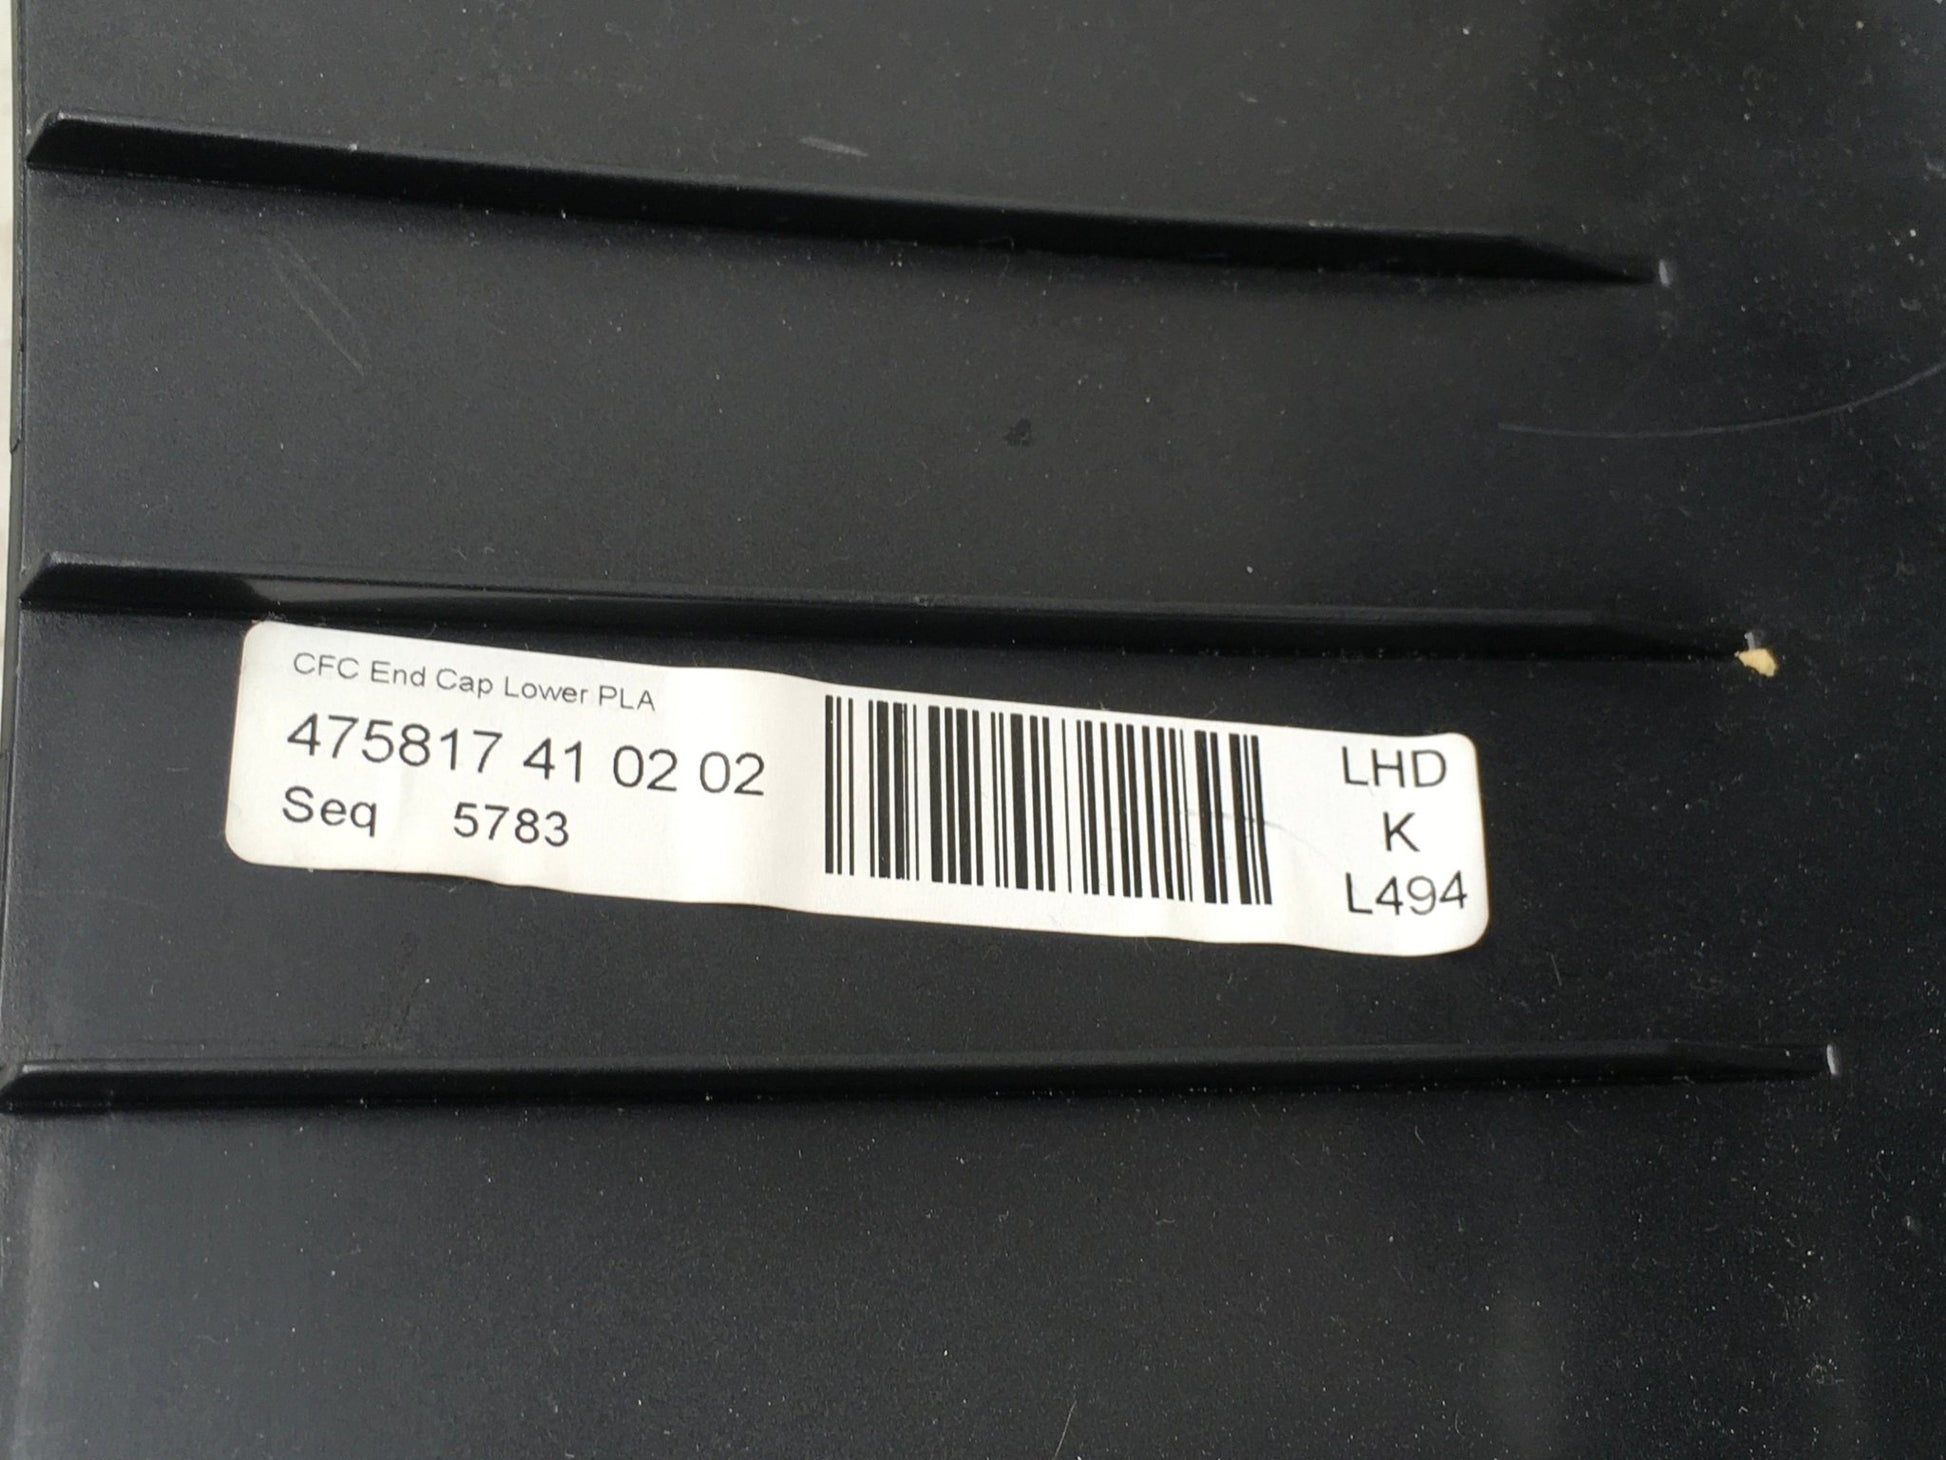 CFC End Cap Lower PLA
475817 41 02 02
Seq 5783
LHD
K
L494